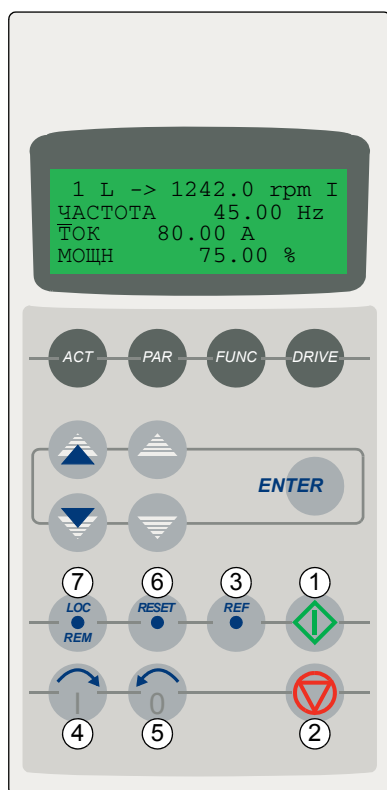 1 L -> 1242.0 rpm I
ЧАСТОТА 45.00 Hz
ТОК 80.00 A
МОЩН 75.00 %
ACT PAR FUNC DRIVE
ENTER
7 6 3 1
LOC RESET REF
REM
I 0
4 5 2